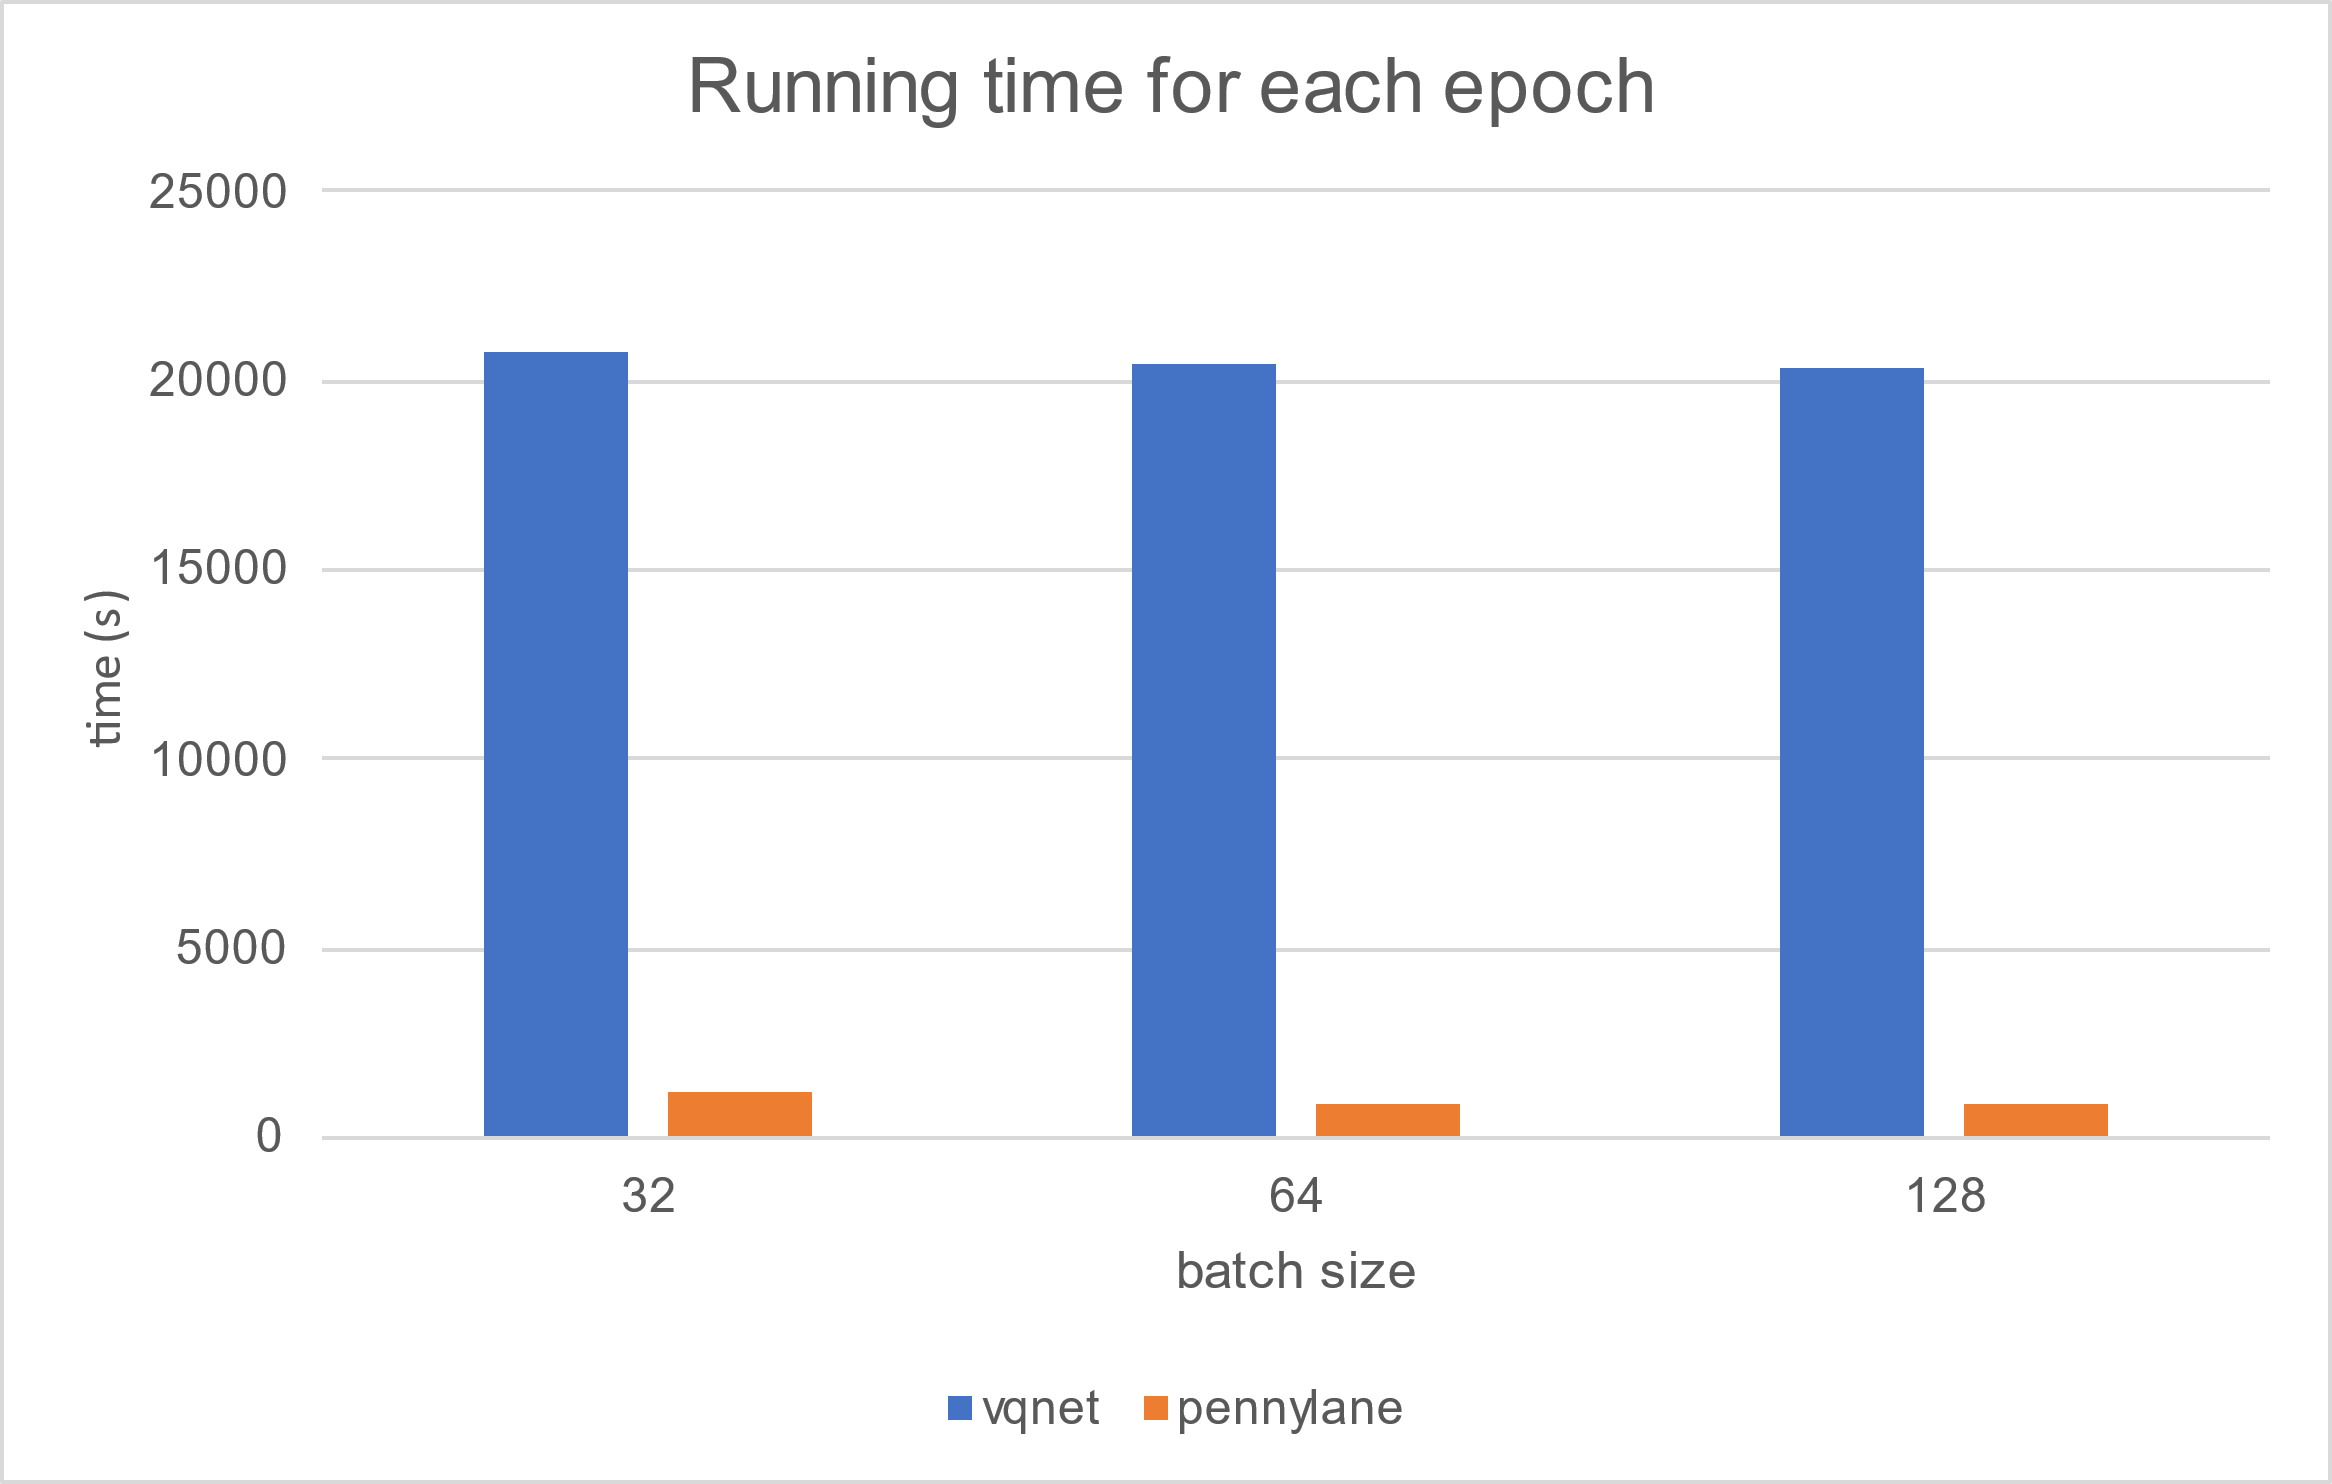 Running time for each epoch
25000
20000
15000
10000
5000
0
time (s)
32 64 128
batch size
vqnet pennylane